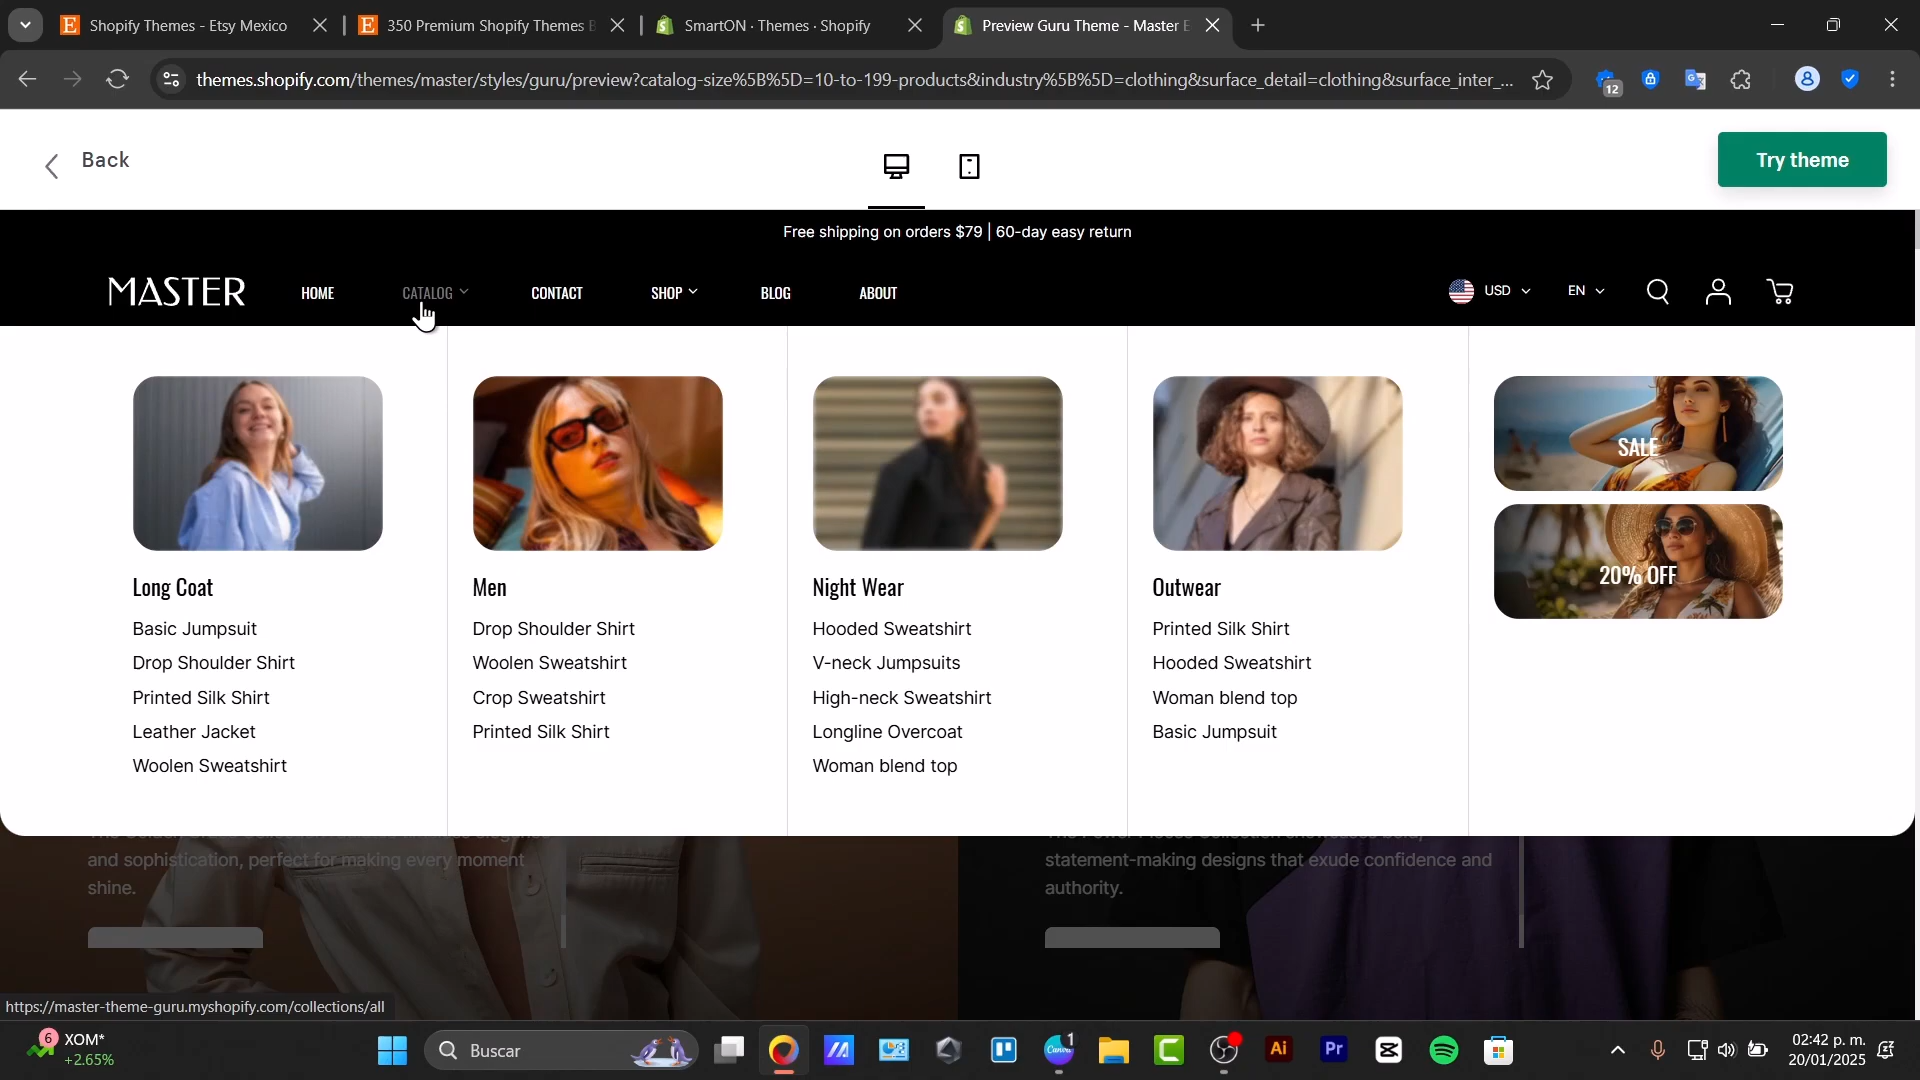 Shopify Themes - Etsy Mexico
350 Premium Shopify Themes B
SmartON · Themes · Shopify
Preview Guru Theme - Master E
themes.shopify.com/themes/master/styles/guru/preview?catalog-size%5B%5D=10-to-199-products&industry%5B%5D=clothing&surface_detail=clothing&surface_inter_...
12
Back
Try theme
Free shipping on orders $79 | 60-day easy return
MASTER
HOME
CATALOG
CONTACT
SHOP
BLOG
ABOUT
USD
EN
SALE
20% OFF
Long Coat
Basic Jumpsuit
Drop Shoulder Shirt
Printed Silk Shirt
Leather Jacket
Woolen Sweatshirt
Men
Drop Shoulder Shirt
Woolen Sweatshirt
Crop Sweatshirt
Printed Silk Shirt
Night Wear
Hooded Sweatshirt
V-neck Jumpsuits
High-neck Sweatshirt
Longline Overcoat
Woman blend top
Outwear
Printed Silk Shirt
Hooded Sweatshirt
Woman blend top
Basic Jumpsuit
and sophistication, perfect for making every moment
shine.
statement-making designs that exude confidence and
authority.
https://master-theme-guru.myshopify.com/collections/all
6
XOM*
+2.65%
Buscar
Canva
1
Ai
Pr
02:42 p. m.
20/01/2025